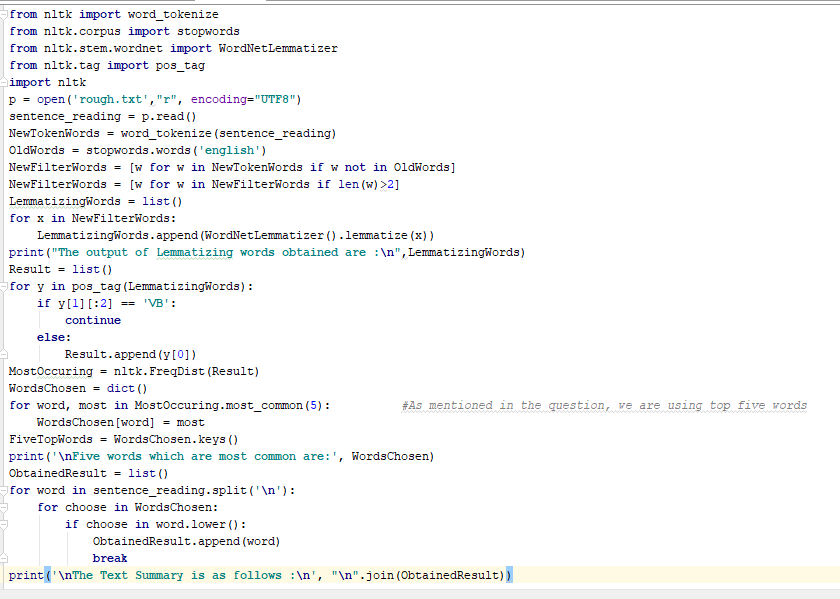 from nltk import word_tokenize
from nltk.corpus import stopwords
from nltk.stem.wordnet import WordNetLemmatizer
from nltk.tag import pos_tag
import nltk
p = open('rough.txt',"r", encoding="UTF8")
sentence_reading = p.read()
NewTokenWords = word_tokenize(sentence_reading)
OldWords = stopwords.words('english')
NewFilterWords = [w for w in NewTokenWords if w not in OldWords]
NewFilterWords = [w for w in NewFilterWords if len(w)>2]
LemmatizingWords = list()
for x in NewFilterWords:
    LemmatizingWords.append(WordNetLemmatizer().lemmatize(x))
print("The output of Lemmatizing words obtained are :\n",LemmatizingWords)
Result = list()
for y in pos_tag(LemmatizingWords):
    if y[1][:2] == 'VB':
        continue
    else:
        Result.append(y[0])
MostOccuring = nltk.FreqDist(Result)
WordsChosen = dict()
for word, most in MostOccuring.most_common(5):          #As mentioned in the question, we are using top five words
    WordsChosen[word] = most
FiveTopWords = WordsChosen.keys()
print('\nFive words which are most common are:', WordsChosen)
ObtainedResult = list()
for word in sentence_reading.split('\n'):
    for choose in WordsChosen:
        if choose in word.lower():
            ObtainedResult.append(word)
            break
print('\nThe Text Summary is as follows :\n', "\n".join(ObtainedResult))